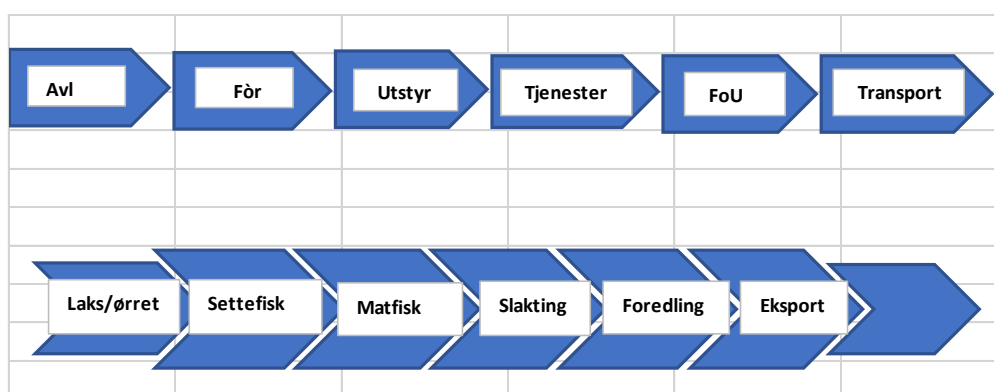 Avl
Fòr
Utstyr
Tjenester
FoU
Transport
Laks/ørret
Settefisk
Matfisk
Slakting
Foredling
Eksport